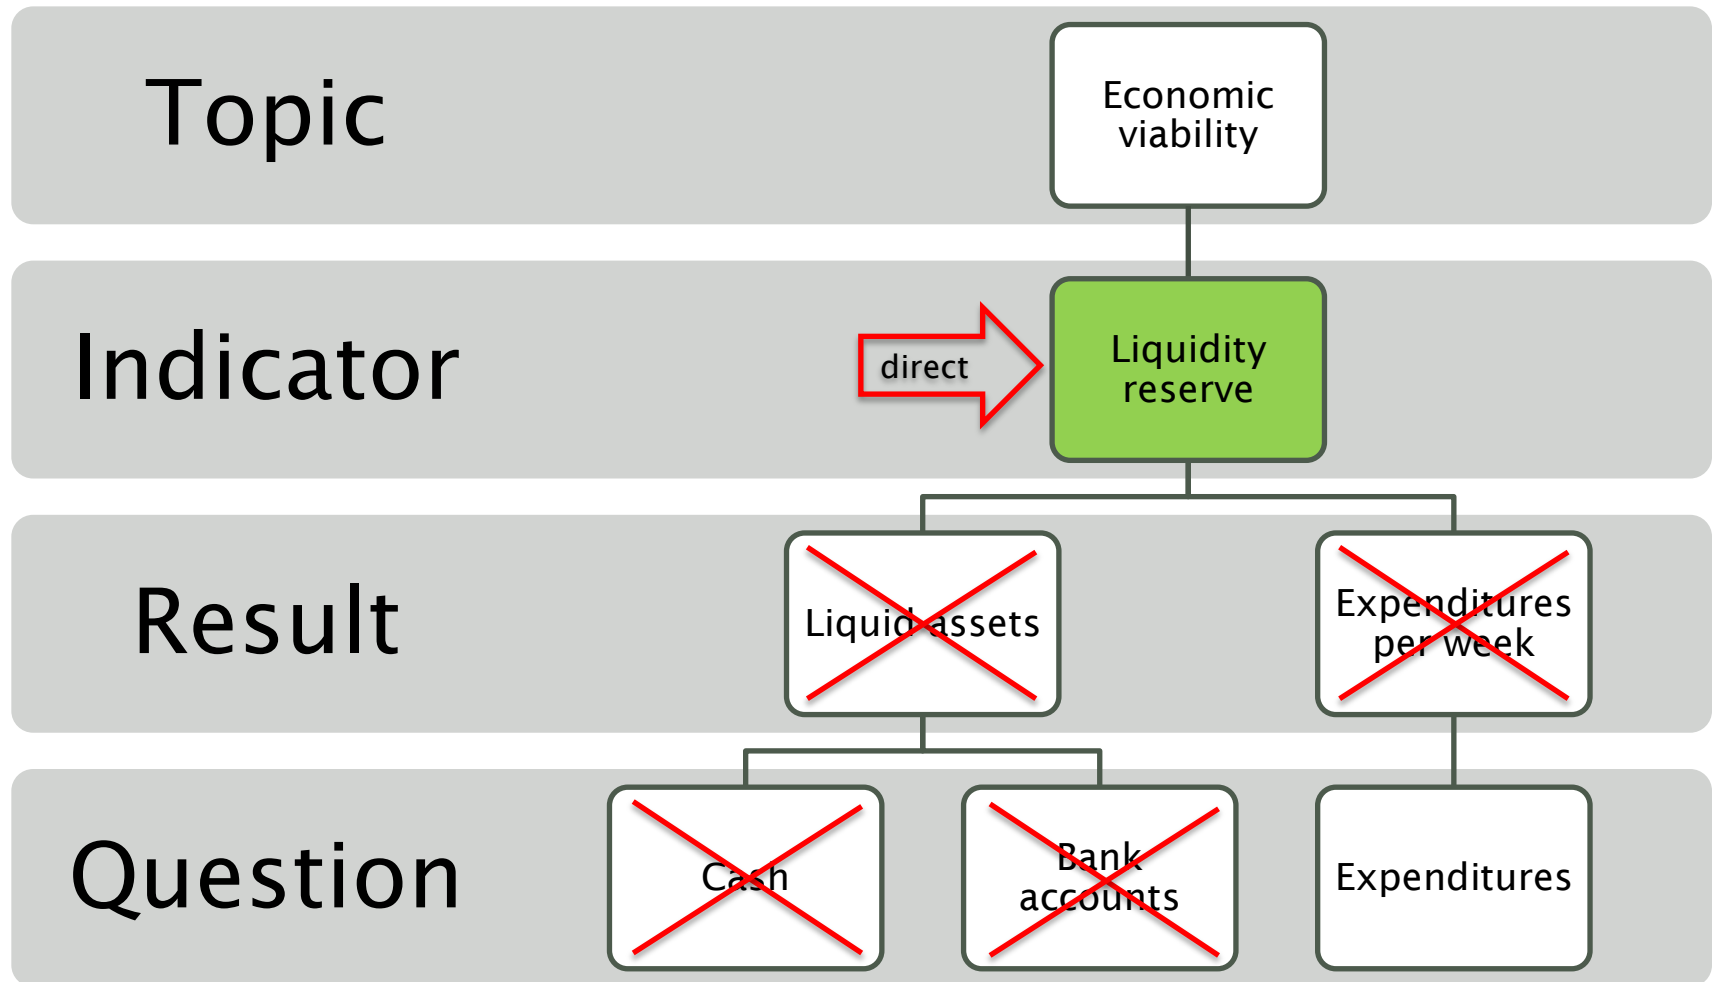 Topic
Economic
viability
Indicator
direct
Liquidity
reserve
Result
Liquid assets
Expenditures
per week
Question
Cash
Bank
accounts
Expenditures